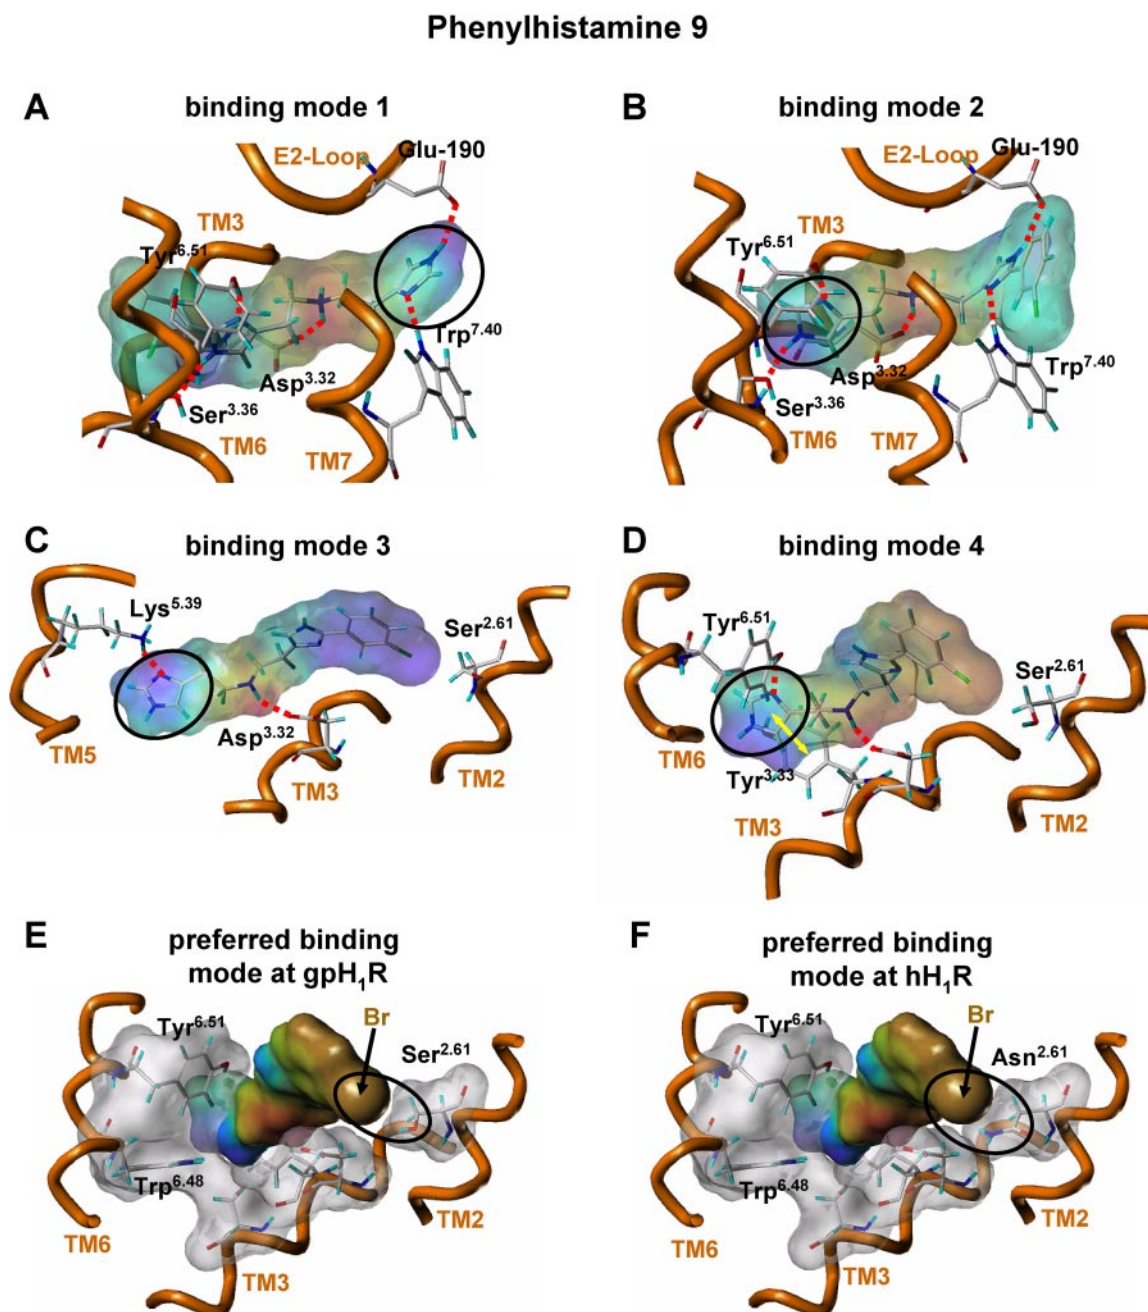 Phenylhistamine 9
A
binding mode 1
E2-Loop
Glu-190
TM3
Tyr6.51
Trp7.40
Asp3.32
Ser3.36
TM6
TM7
B
binding mode 2
E2-Loop
Glu-190
TM3
Tyr6.51
Trp7.40
Asp3.32
Ser3.36
TM6
TM7
C
binding mode 3
Lys5.39
Ser2.61
Asp3.32
TM5
TM3
TM2
D
binding mode 4
Tyr6.51
Ser2.61
TM6
Tyr3.33
TM3
TM2
E
preferred binding
mode at gpH1R
Tyr6.51
Br
Ser2.61
Trp6.48
TM6
TM2
TM3
F
preferred binding
mode at hH1R
Tyr6.51
Br
Asn2.61
Trp6.48
TM6
TM2
TM3